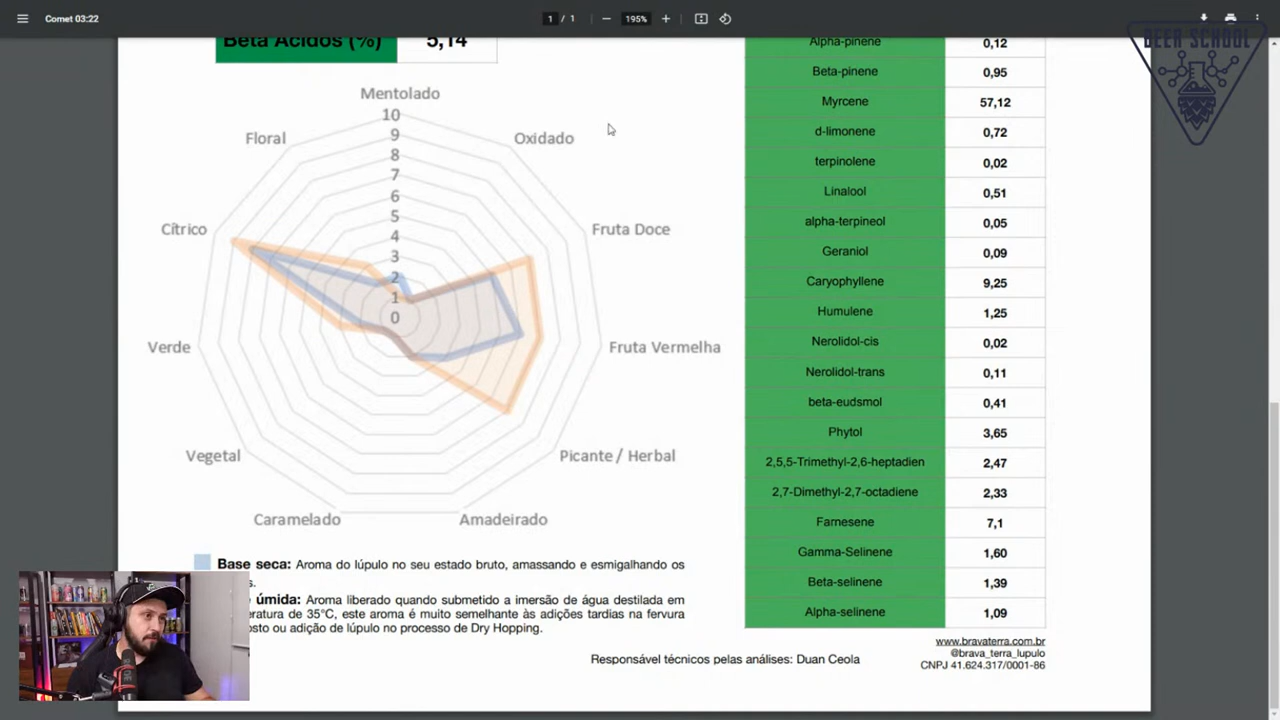 Comet 03:22
1 / 1
195%
BEER SCHOOL
Beta Ácidos (%) 5,14
Mentolado
10
9
8
7
6
5
4
3
2
1
0
Oxidado
Fruta Doce
Fruta Vermelha
Picante / Herbal
Amadeirado
Caramelado
Vegetal
Verde
Cítrico
Floral
Base seca: Aroma do lúpulo no seu estado bruto, amassando e esmigalhando os
úmida: Aroma liberado quando submetido a imersão de água destilada em
de 35°C, este aroma é muito semelhante às adições tardias na fervura
ou adição de lúpulo no processo de Dry Hopping.
Alpha-pinene 0,12
Beta-pinene 0,95
Myrcene 57,12
d-limonene 0,72
terpinolene 0,02
Linalool 0,51
alpha-terpineol 0,05
Geraniol 0,09
Caryophyllene 9,25
Humulene 1,25
Nerolidol-cis 0,02
Nerolidol-trans 0,11
beta-eudsmol 0,41
Phytol 3,65
2,5,5-Trimethyl-2,6-heptadien 2,47
2,7-Dimethyl-2,7-octadiene 2,33
Farnesene 7,1
Gamma-Selinene 1,60
Beta-selinene 1,39
Alpha-selinene 1,09
www.bravaterra.com.br
@brava_terra_lupulo
CNPJ 41.624.317/0001-86
Responsável técnicos pelas análises: Duan Ceola